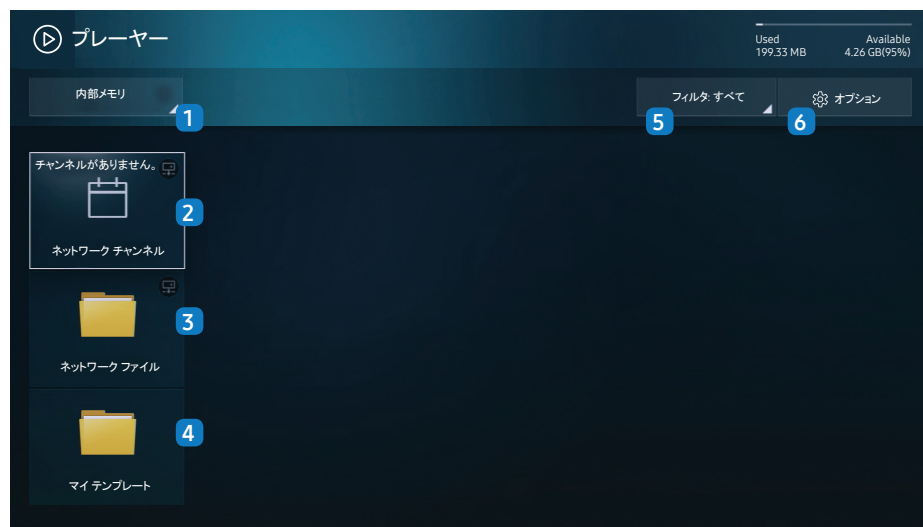 プレーヤー
Used
199.33 MB
Available
4.26 GB(95%)
内部メモリ
1
フィルタ: すべて
5
オプション
6
チャンネルがありません。
2
ネットワーク チャンネル
3
ネットワーク ファイル
4
マイ テンプレート